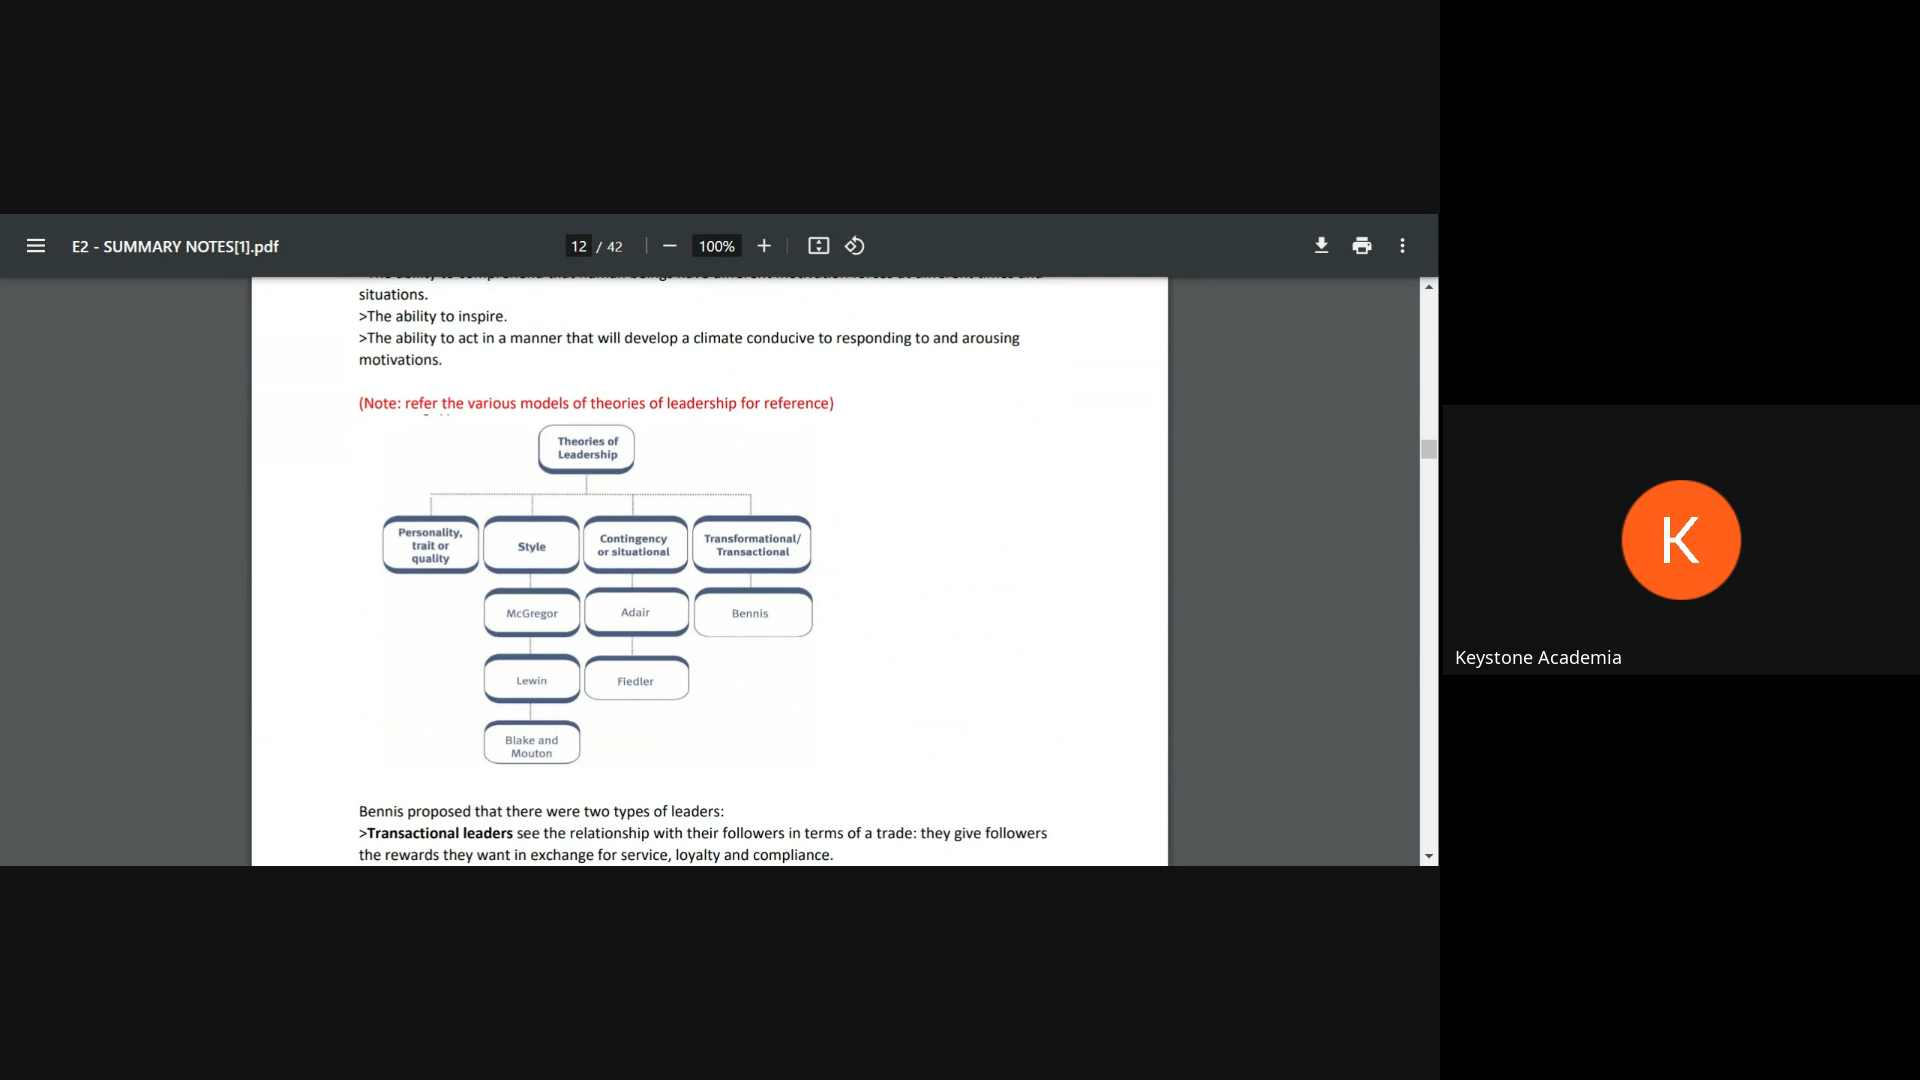 E2 - SUMMARY NOTES[1].pdf
12 / 42
100%
situations.
>The ability to inspire.
>The ability to act in a manner that will develop a climate conducive to responding to and arousing
motivations.
(Note: refer the various models of theories of leadership for reference)
Theories of
Leadership
Personality,
trait or
quality
Style
Contingency
or situational
Transformational/
Transactional
McGregor
Adair
Bennis
Lewin
Fiedler
Blake and
Mouton
Bennis proposed that there were two types of leaders:
>Transactional leaders see the relationship with their followers in terms of a trade: they give followers
the rewards they want in exchange for service, loyalty and compliance.
K
Keystone Academia